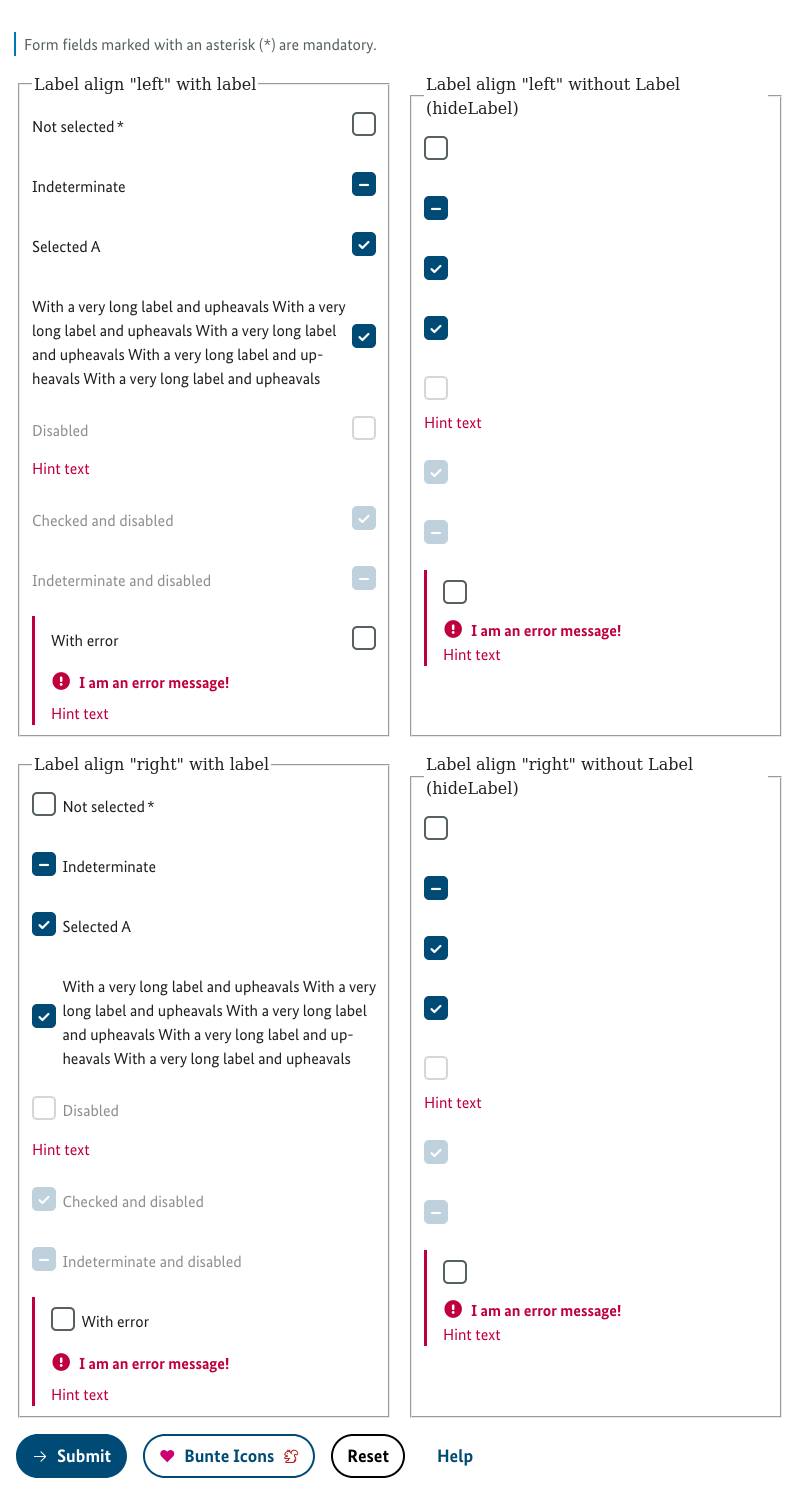 Form fields marked with an asterisk (*) are mandatory.
Label align "left" with label
Not selected *
Indeterminate
Selected A
With a very long label and upheavals With a very
long label and upheavals With a very long label
and upheavals With a very long label and up-
heavals With a very long label and upheavals
Disabled
Hint text
Checked and disabled
Indeterminate and disabled
With error
I am an error message!
Hint text
Label align "left" without Label
(hideLabel)
Hint text
I am an error message!
Hint text
Label align "right" with label
Not selected *
Indeterminate
Selected A
With a very long label and upheavals With a very
long label and upheavals With a very long label
and upheavals With a very long label and up-
heavals With a very long label and upheavals
Disabled
Hint text
Checked and disabled
Indeterminate and disabled
With error
I am an error message!
Hint text
Label align "right" without Label
(hideLabel)
Hint text
I am an error message!
Hint text
Submit
Bunte Icons
Reset
Help